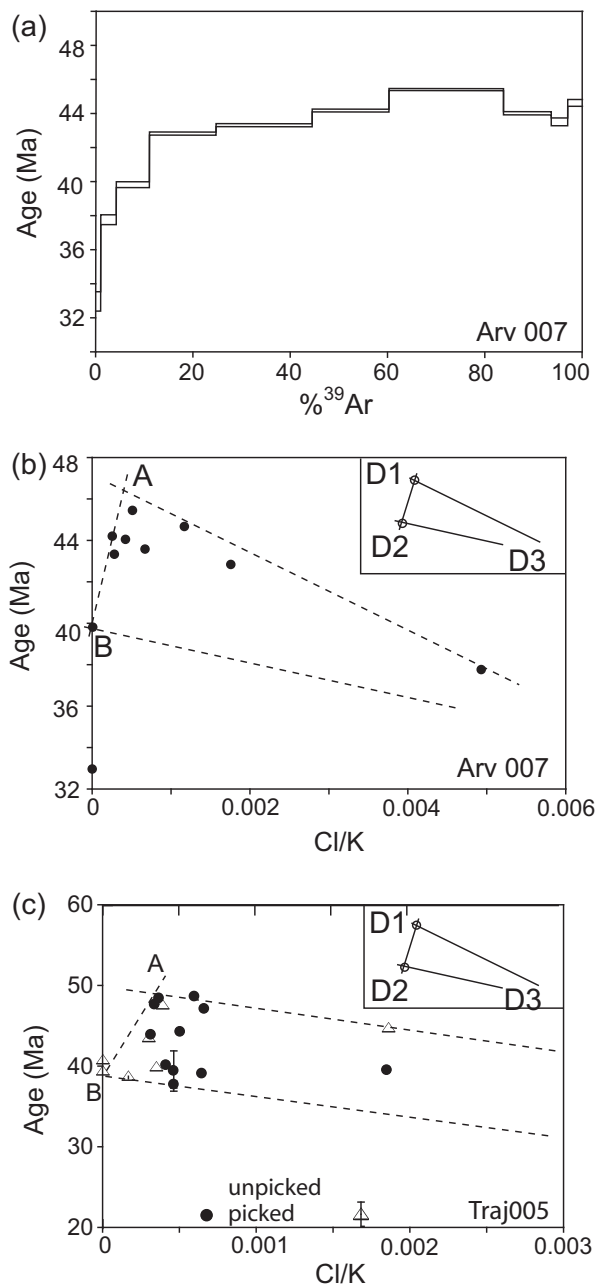 (a)
48
44
40
36
32
Age (Ma)
Arv 007
0
20
40
60
80
100
%³⁹Ar
(b)
48
44
40
36
32
Age (Ma)
A
B
D1
D2
D3
Arv 007
0
0.002
0.004
0.006
Cl/K
(c)
60
50
40
30
20
Age (Ma)
A
B
D1
D2
D3
unpicked
picked
Traj005
0
0.001
0.002
0.003
Cl/K